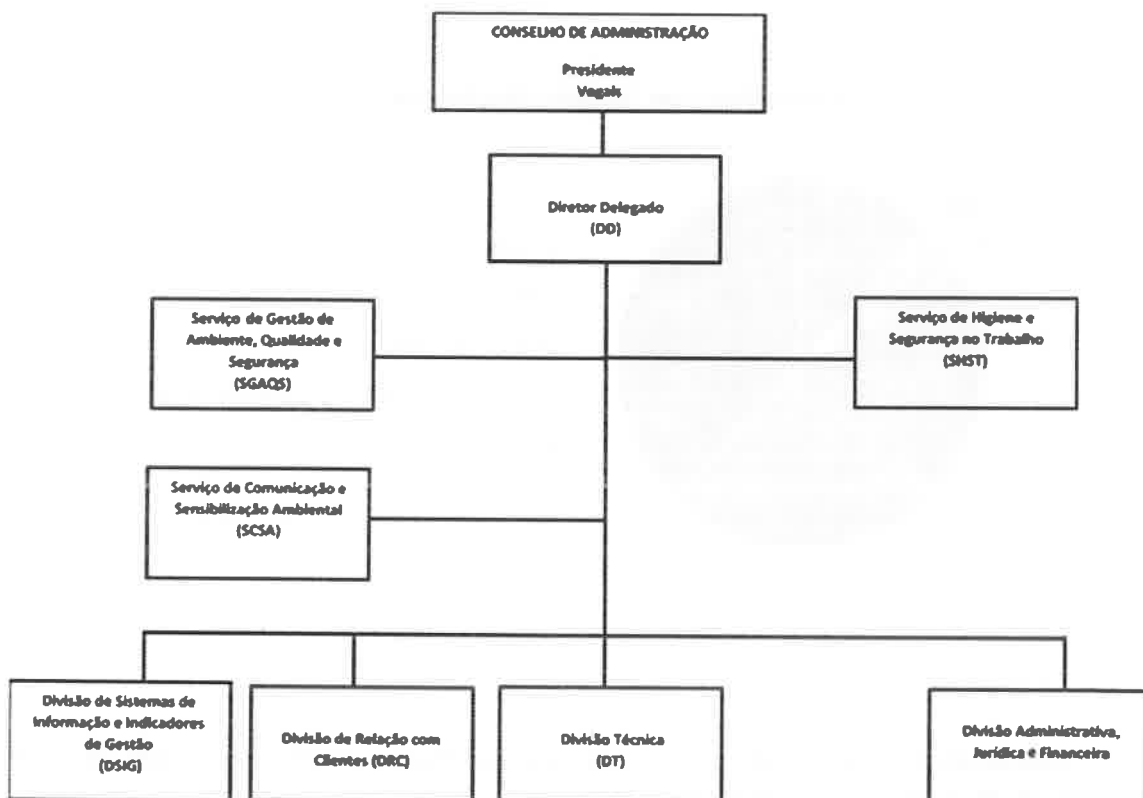 CONSELHO DE ADMINISTRAÇÃO
Presidente
Vogais
Diretor Delegado
(DD)
Serviço de Gestão de
Ambiente, Qualidade e
Segurança
(SGAQS)
Serviço de Higiene e
Segurança no Trabalho
(SHST)
Serviço de Comunicação e
Sensibilização Ambiental
(SCSA)
Divisão de Sistemas de
Informação e Indicadores
de Gestão
(DSIG)
Divisão de Relação com
Clientes (DRC)
Divisão Técnica
(DT)
Divisão Administrativa,
Jurídica e Financeira